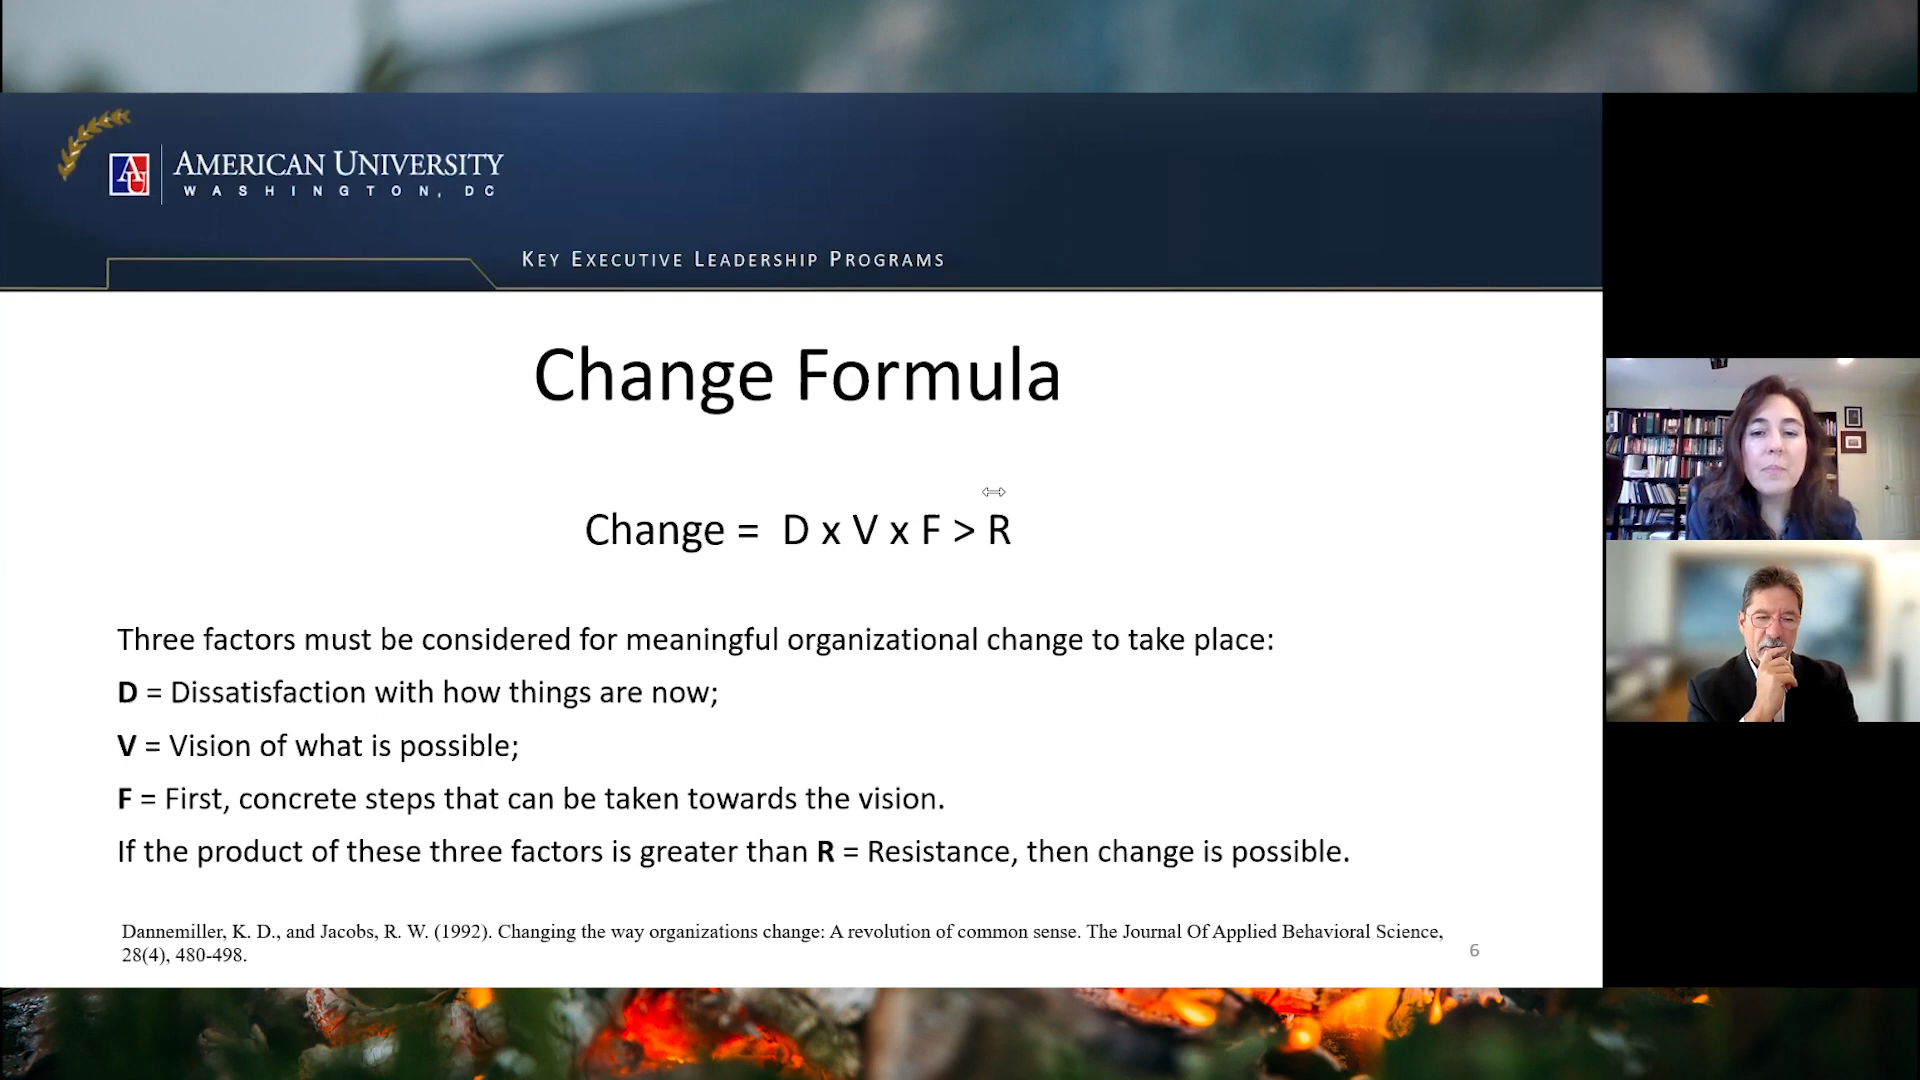 AU
AMERICAN UNIVERSITY
WASHINGTON, DC
KEY EXECUTIVE LEADERSHIP PROGRAMS
Change Formula
Change = D x V x F > R
Three factors must be considered for meaningful organizational change to take place:
D = Dissatisfaction with how things are now;
V = Vision of what is possible;
F = First, concrete steps that can be taken towards the vision.
If the product of these three factors is greater than R = Resistance, then change is possible.
Dannemiller, K. D., and Jacobs, R. W. (1992). Changing the way organizations change: A revolution of common sense. The Journal Of Applied Behavioral Science,
28(4), 480-498.
6